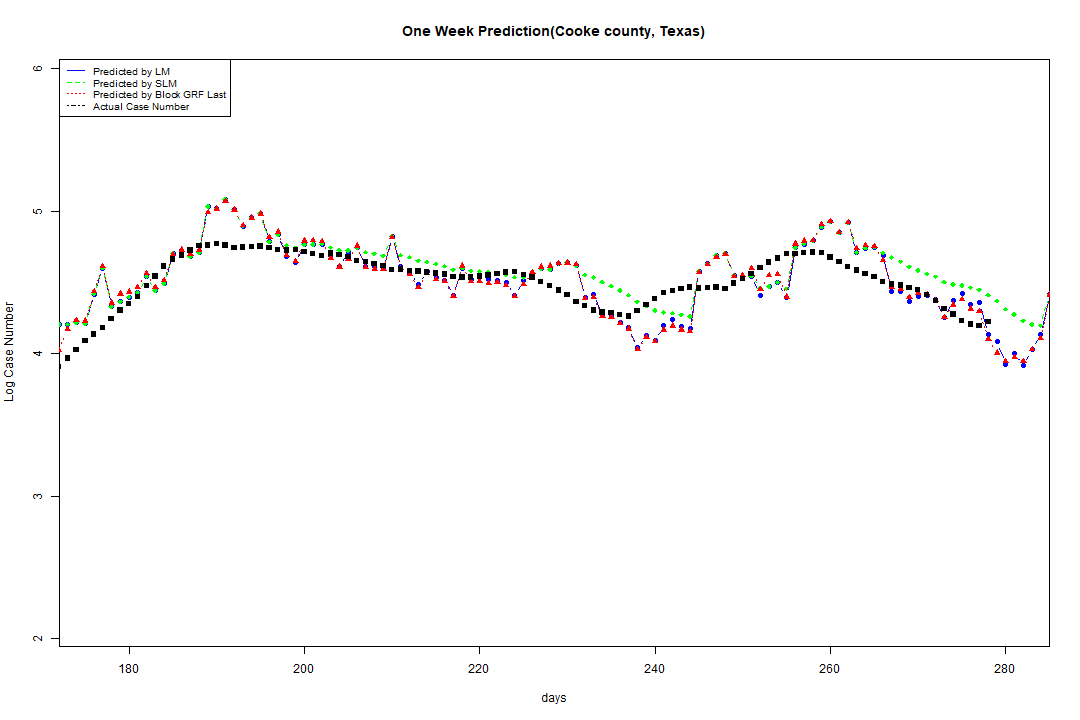 One Week Prediction(Cooke county, Texas)
Predicted by LM
Predicted by SLM
Predicted by Block GRF Last
Actual Case Number
6
5
4
3
2
Log Case Number
180 200 220 240 260 280
days